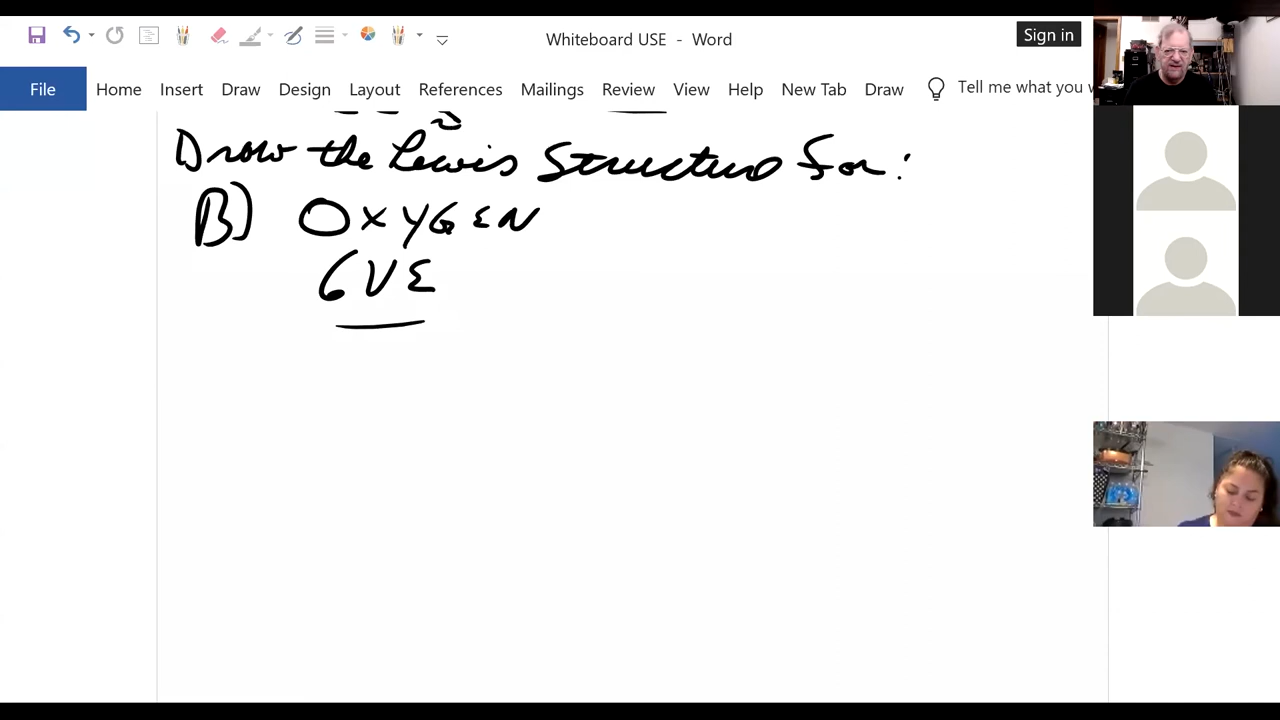 Whiteboard USE - Word
Sign in
File Home Insert Draw Design Layout References Mailings Review View Help New Tab Draw Tell me what you
Draw the Lewis Structure for:
B) OXYGEN
6VE